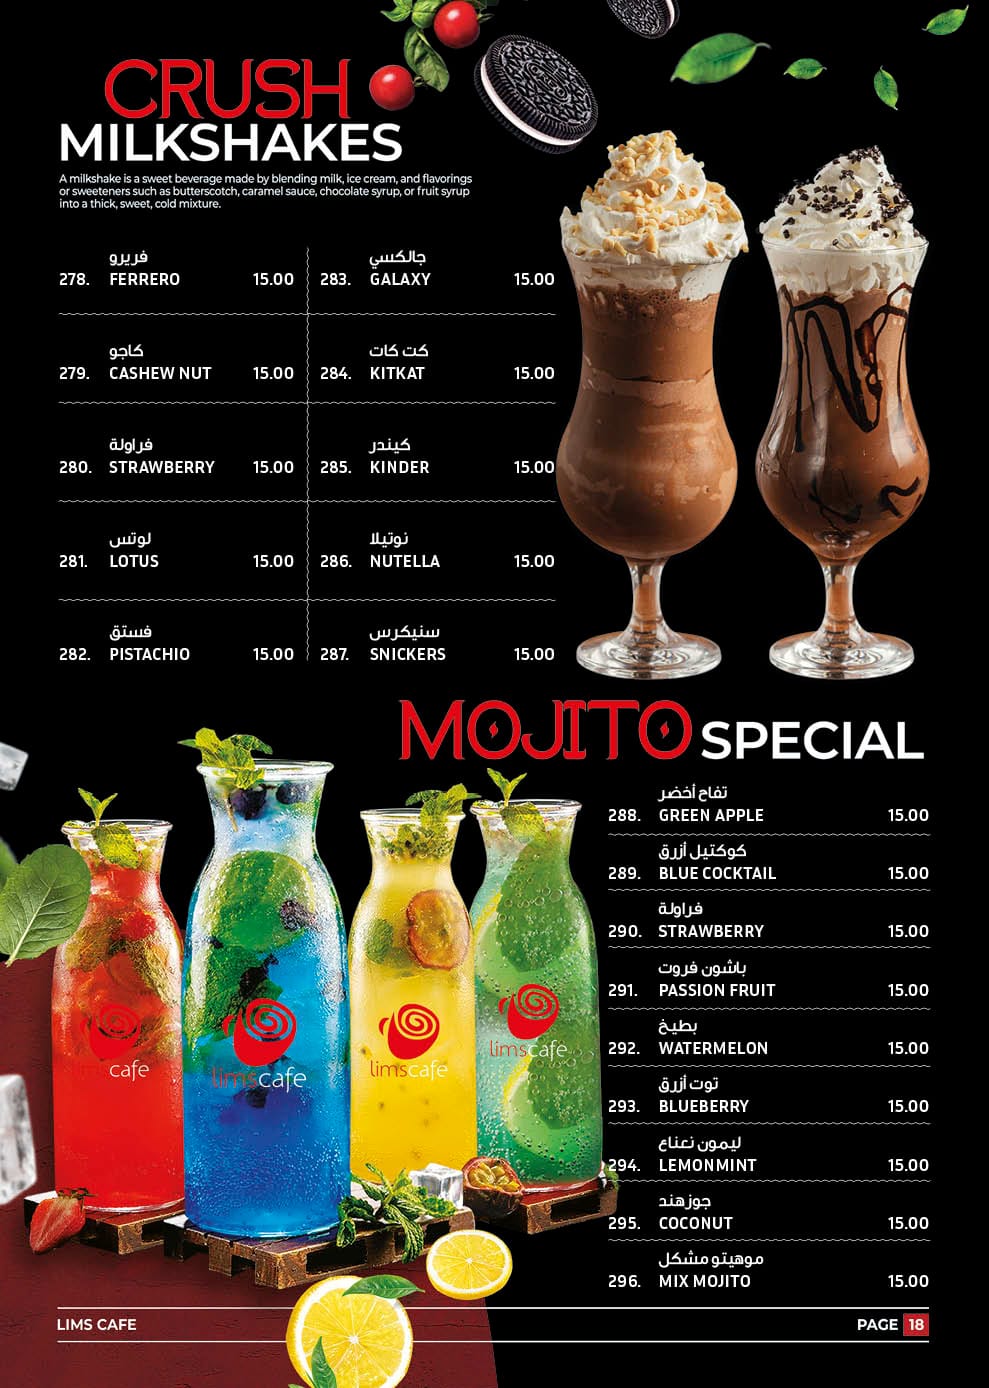 CRUSH
MILKSHAKES
A milkshake is a sweet beverage made by blending milk, ice cream, and flavorings
or sweeteners such as butterscotch, caramel sauce, chocolate syrup, or fruit syrup
into a thick, sweet, cold mixture.
فريرو
278. FERRERO 15.00
كاجو
279. CASHEW NUT 15.00
فراولة
280. STRAWBERRY 15.00
لوتس
281. LOTUS 15.00
فستق
282. PISTACHIO 15.00
جالكسي
283. GALAXY 15.00
كت كات
284. KITKAT 15.00
كيندر
285. KINDER 15.00
نوتيلا
286. NUTELLA 15.00
سنيكرس
287. SNICKERS 15.00
MOJITO SPECIAL
تفاح أخضر
288. GREEN APPLE 15.00
كوكتيل أزرق
289. BLUE COCKTAIL 15.00
فراولة
290. STRAWBERRY 15.00
باشون فروت
291. PASSION FRUIT 15.00
بطيخ
292. WATERMELON 15.00
توت أزرق
293. BLUEBERRY 15.00
ليمون نعناع
294. LEMONMINT 15.00
جوز هند
295. COCONUT 15.00
موهيتو مشكل
296. MIX MOJITO 15.00
cafe
limscafe
limscafe
limscafe
LIMS CAFE
PAGE 18